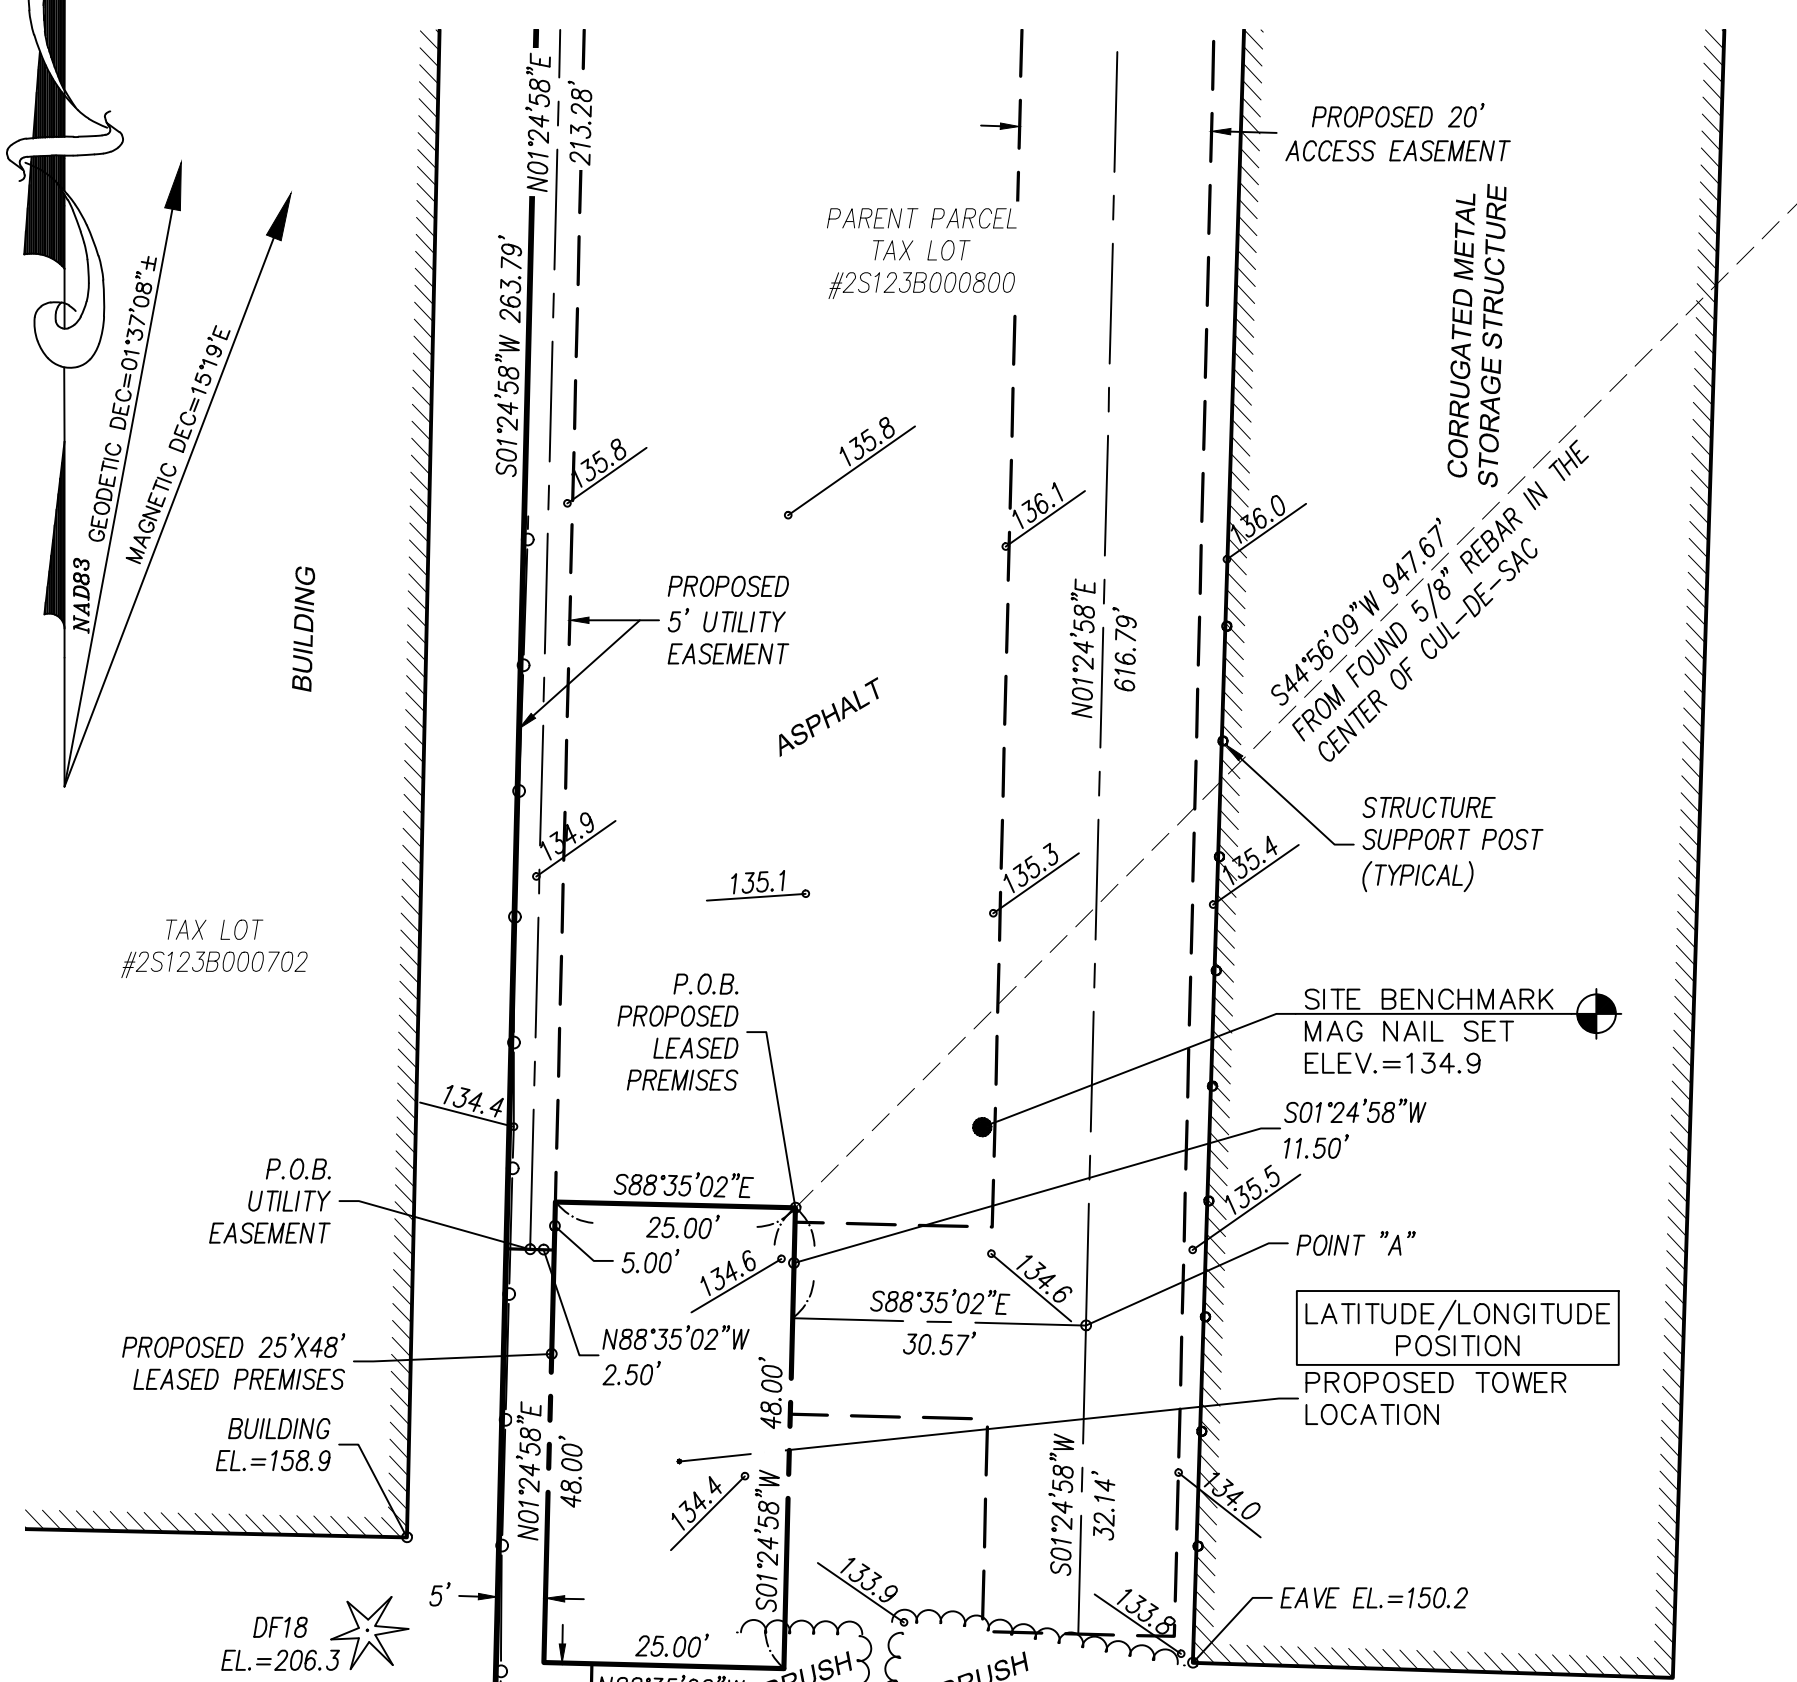 N01°24'58"E
213.28'
S01°24'58"W 263.79'
PROPOSED 20'
ACCESS EASEMENT
PARENT PARCEL
TAX LOT
#2S123B000800
CORRUGATED METAL
STORAGE STRUCTURE
NAD83
GEODETIC DEC=01°37'08"±
MAGNETIC DEC=15°19'E
BUILDING
135.8
135.8
136.1
136.0
S44°56'09"W 947.67'
FROM FOUND 5/8" REBAR IN THE
CENTER OF CUL-DE-SAC
PROPOSED
5' UTILITY
EASEMENT
N01°24'58"E
616.79'
ASPHALT
STRUCTURE
SUPPORT POST
(TYPICAL)
134.9
135.1
135.3
135.4
TAX LOT
#2S123B000702
P.O.B.
PROPOSED
LEASED
PREMISES
SITE BENCHMARK
MAG NAIL SET
ELEV.=134.9
134.4
S01°24'58"W
11.50'
P.O.B.
UTILITY
EASEMENT
S88°35'02"E
25.00'
5.00'
134.6
134.6
135.5
POINT "A"
S88°35'02"E
30.57'
LATITUDE/LONGITUDE
POSITION
PROPOSED TOWER
LOCATION
PROPOSED 25'X48'
LEASED PREMISES
N88°35'02"W
2.50'
48.00'
S01°24'58"W
BUILDING
EL.=158.9
N01°24'58"E
48.00'
134.4
S01°24'58"W
32.14'
134.0
133.9
133.8
5'
EAVE EL.=150.2
DF18
EL.=206.3
25.00'
N88°35'02"W
BRUSH
BRUSH